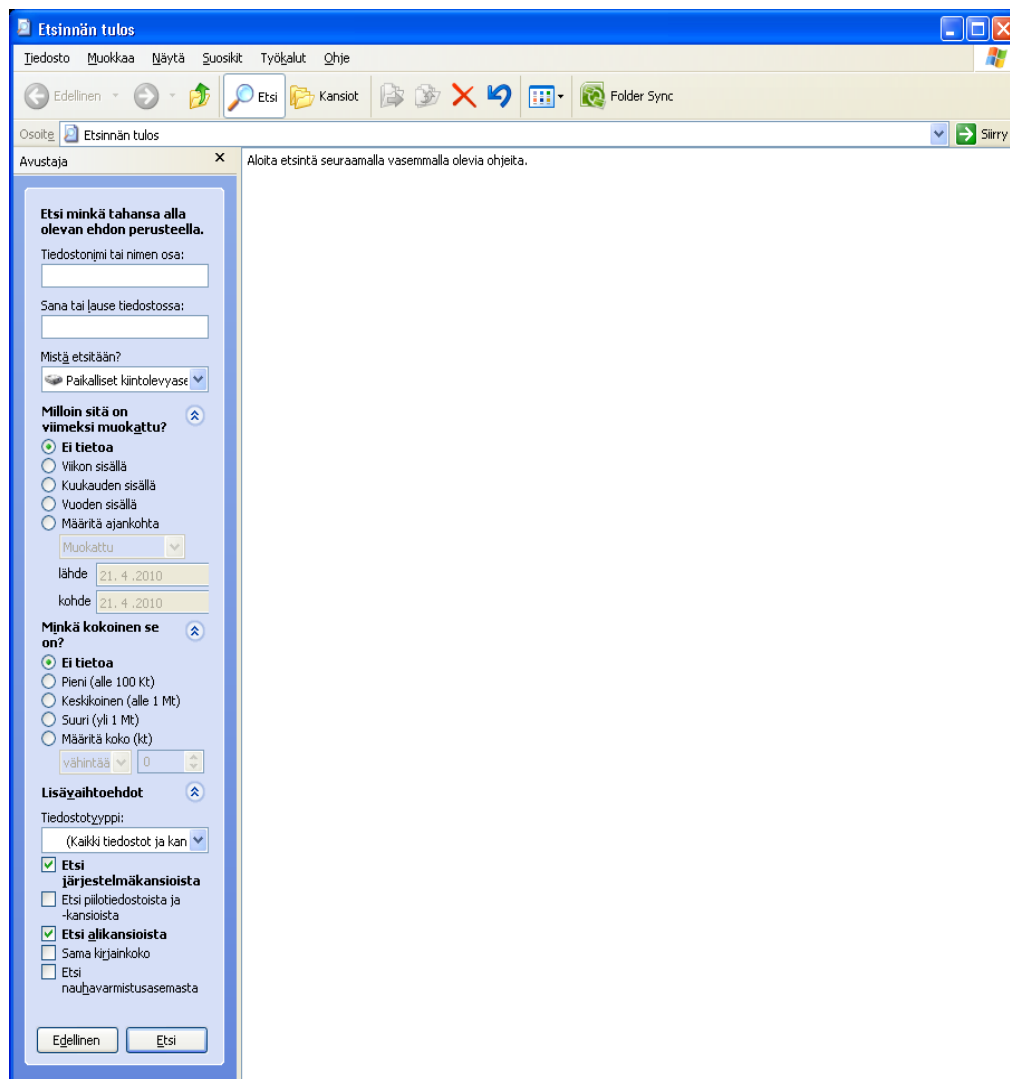 Etsinnän tulos
Tiedosto Muokkaa Näytä Suosikit Työkalut Ohje
Edellinen Etsi Kansiot Folder Sync
Osoite Etsinnän tulos Siirry
Avustaja
Aloita etsintä seuraamalla vasemmalla olevia ohjeita.
Etsi minkä tahansa alla
olevan ehdon perusteella.
Tiedostonimi tai nimen osa:
Sana tai lause tiedostossa:
Mistä etsitään?
Paikalliset kiintolevyase
Milloin sitä on
viimeksi muokattu?
Ei tietoa
Viikon sisällä
Kuukauden sisällä
Vuoden sisällä
Määritä ajankohta
Muokattu
lähde 21. 4 .2010
kohde 21. 4 .2010
Minkä kokoinen se
on?
Ei tietoa
Pieni (alle 100 Kt)
Keskikoinen (alle 1 Mt)
Suuri (yli 1 Mt)
Määritä koko (kt)
vähintää 0
Lisävaihtoehdot
Tiedostotyyppi:
(Kaikki tiedostot ja kan
Etsi
järjestelmäkansioista
Etsi piilotiedostoista ja
-kansioista
Etsi alikansioista
Sama kirjainkoko
Etsi
nauhavarmistusasemasta
Edellinen Etsi